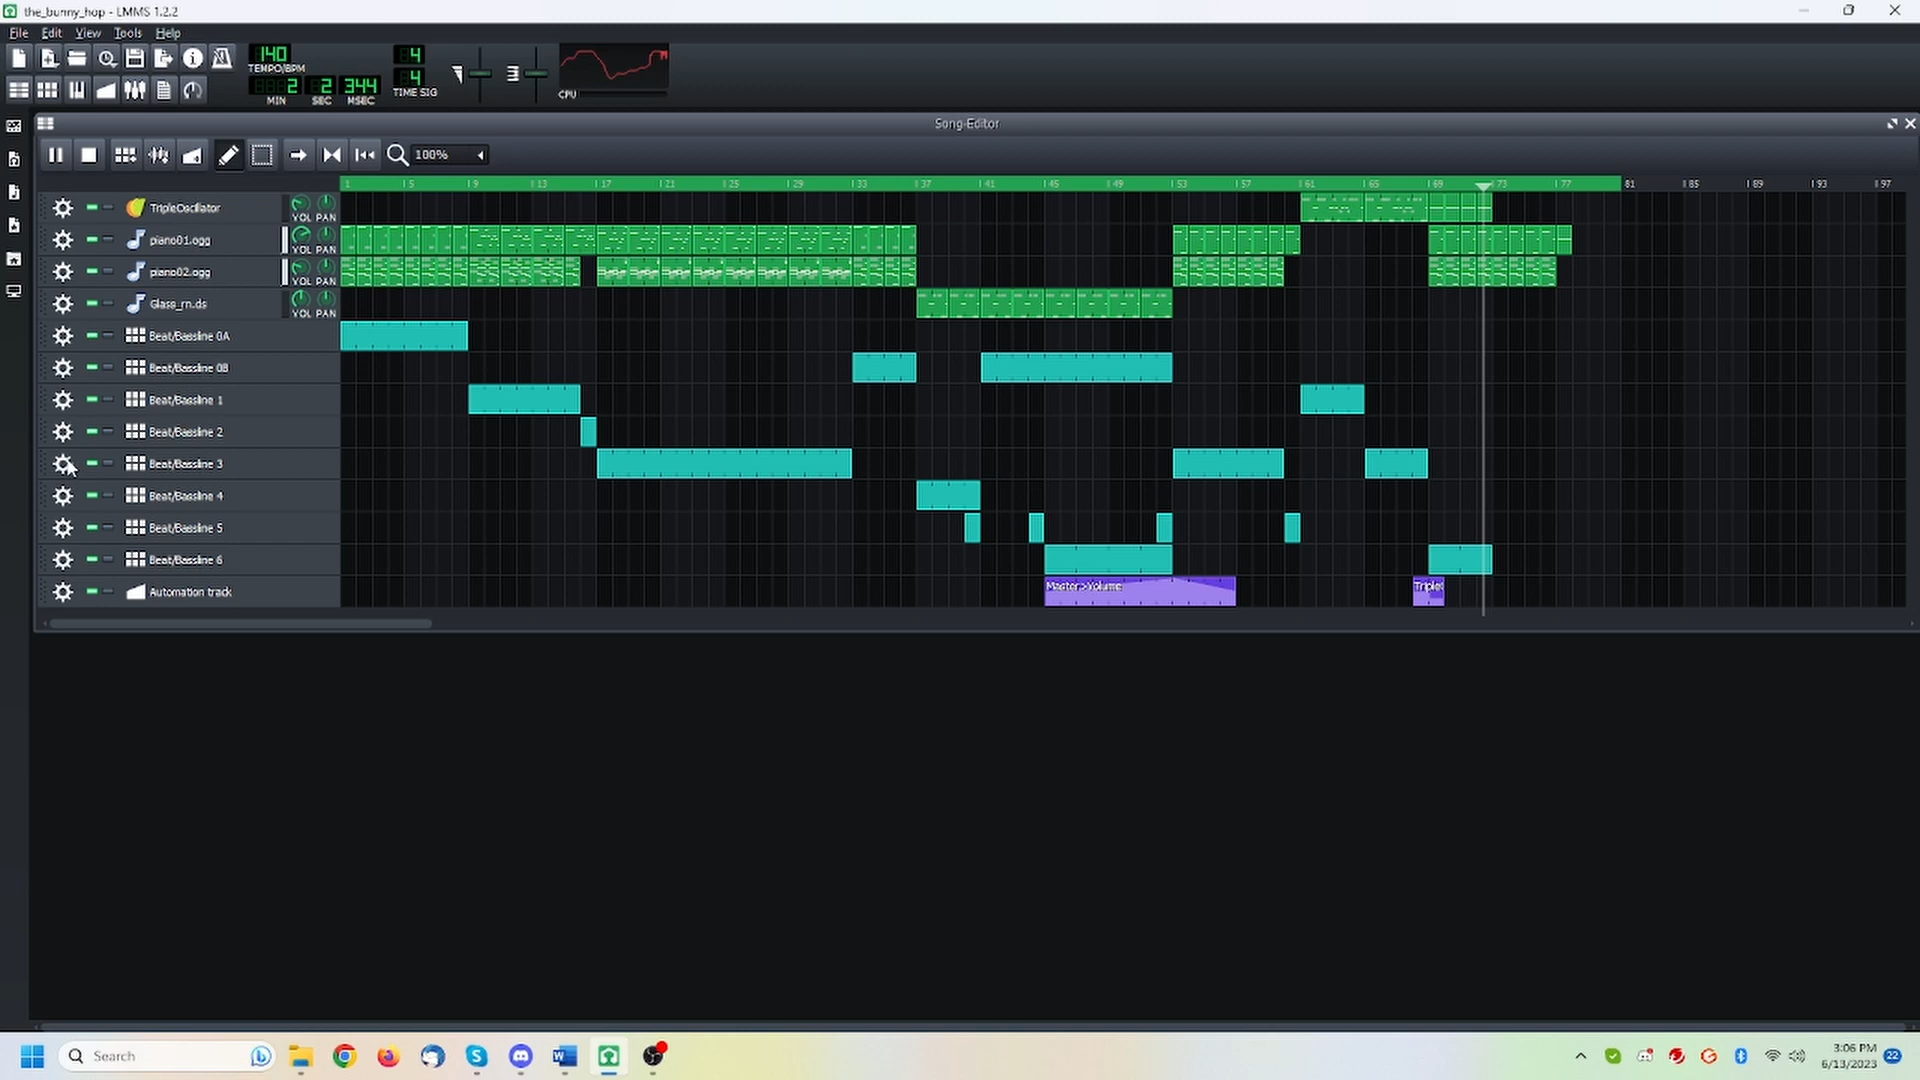 the_bunny_hop - LMMS 1.2.2
File Edit View Tools Help
140
TEMPO/BPM
2 2 344
MIN SEC MSEC
4
4
TIME SIG
CPU
Song-Editor
100%
1 5 9 13 17 21 25 29 33 37 41 45 49 53 57 61 65 69 73 77 81 85 89 93 97
TripleOscillator VOL PAN
piano01.ogg VOL PAN
piano02.ogg VOL PAN
Glass_rn.ds VOL PAN
Beat/Bassline 0A
Beat/Bassline 0B
Beat/Bassline 1
Beat/Bassline 2
Beat/Bassline 3
Beat/Bassline 4
Beat/Bassline 5
Beat/Bassline 6
Automation track
Master>Volume
Triple
Search
3:06 PM
6/13/2023
22